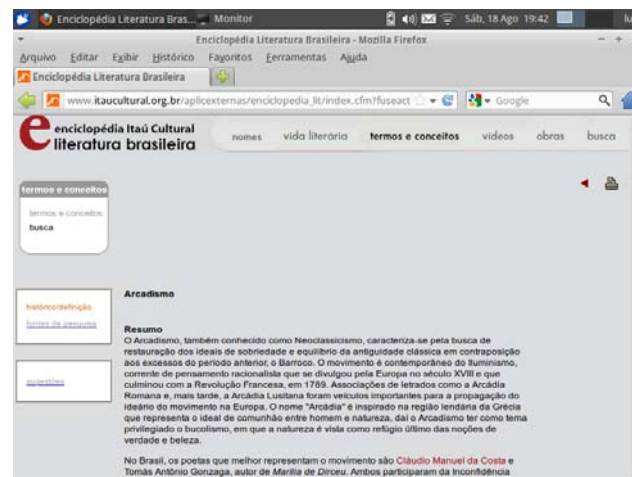 Enciclopédia Literatura Bras... Monitor Sáb, 18 Ago 19:42 lu
Enciclopédia Literatura Brasileira - Mozilla Firefox
Arquivo Editar Exibir Histórico Favoritos Ferramentas Ajuda
Enciclopédia Literatura Brasileira
www.itaucultural.org.br/aplicexternas/enciclopedia_lit/index.cfm?fuseact Google
enciclopédia Itaú Cultural
literatura brasileira
nomes vida literária termos e conceitos vídeos obras busca
termos e conceitos
termos e conceitos
busca
histórico/definição
fontes de pesquisa
sugestões
Arcadismo
Resumo
O Arcadismo, também conhecido como Neoclassicismo, caracteriza-se pela busca de
restauração dos ideais de sobriedade e equilíbrio da antiguidade clássica em contraposição
aos excessos do período anterior, o Barroco. O movimento é contemporâneo do Iluminismo,
corrente de pensamento racionalista que se divulgou pela Europa no século XVIII e que
culminou com a Revolução Francesa, em 1789. Associações de letrados como a Arcádia
Romana e, mais tarde, a Arcádia Lusitana foram veículos importantes para a propagação do
ideário do movimento na Europa. O nome "Arcádia" é inspirado na região lendária da Grécia
que representa o ideal de comunhão entre homem e natureza, daí o Arcadismo ter como tema
privilegiado o bucolismo, em que a natureza é vista como refúgio último das noções de
verdade e beleza.
No Brasil, os poetas que melhor representam o movimento são Cláudio Manuel da Costa e
Tomás Antônio Gonzaga, autor de Marília de Dirceu. Ambos participaram da Inconfidência